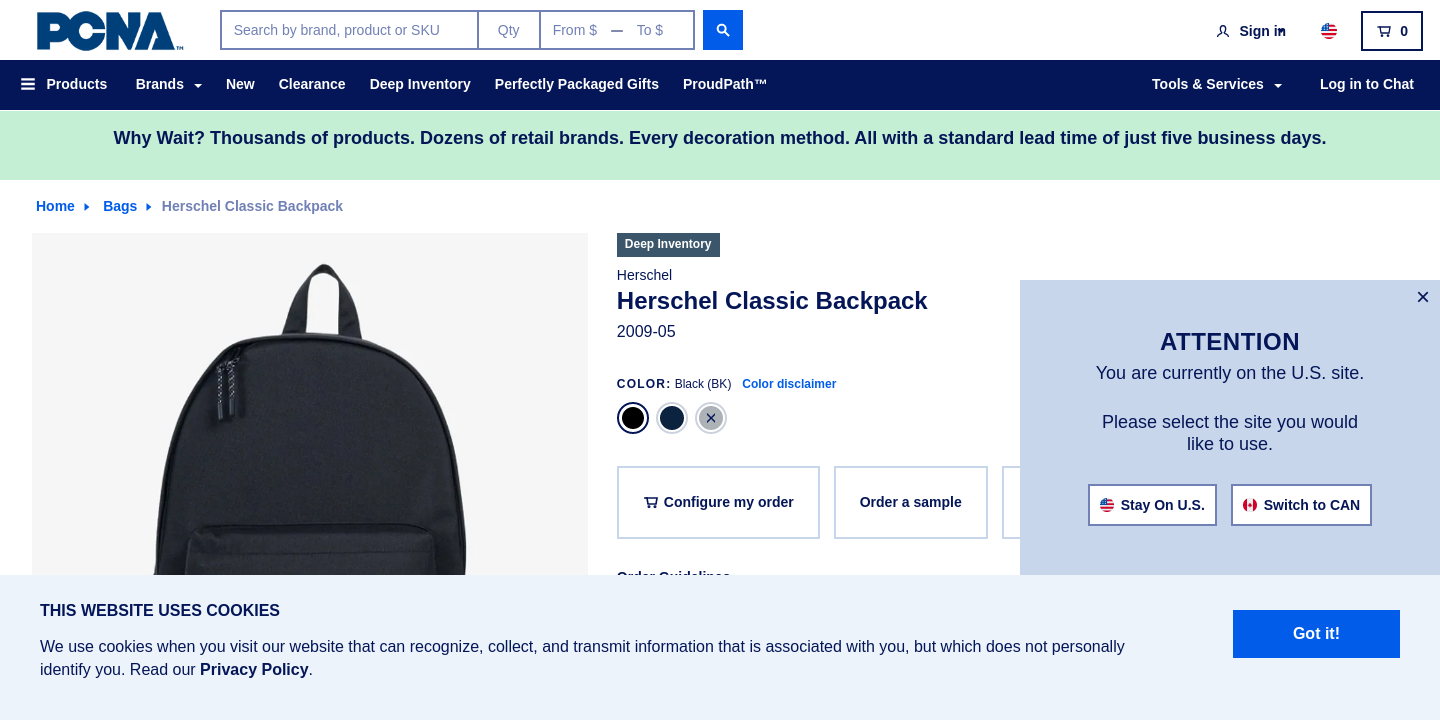 PCNA™
Search by brand, product or SKU
Qty
From $ — To $
Sign in
0
Products
Brands
New
Clearance
Deep Inventory
Perfectly Packaged Gifts
ProudPath™
Tools & Services
Log in to Chat
Why Wait? Thousands of products. Dozens of retail brands. Every decoration method. All with a standard lead time of just five business days.
Home
Bags
Herschel Classic Backpack
Deep Inventory
Herschel
Herschel Classic Backpack
2009-05
COLOR: Black (BK) Color disclaimer
Configure my order
Order a sample
Order Guidelines
ATTENTION
You are currently on the U.S. site.
Please select the site you would
like to use.
Stay On U.S.
Switch to CAN
THIS WEBSITE USES COOKIES
We use cookies when you visit our website that can recognize, collect, and transmit information that is associated with you, but which does not personally
identify you. Read our Privacy Policy.
Got it!